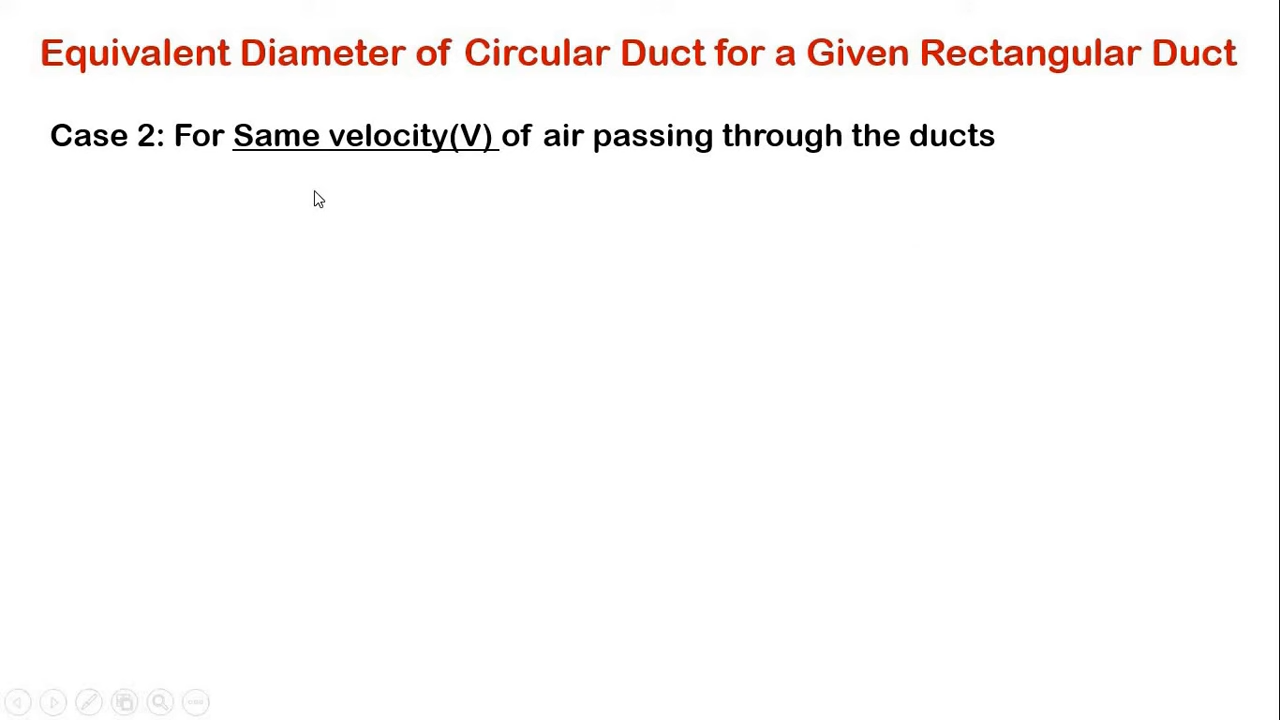 Equivalent Diameter of Circular Duct for a Given Rectangular Duct
Case 2: For Same velocity(V) of air passing through the ducts